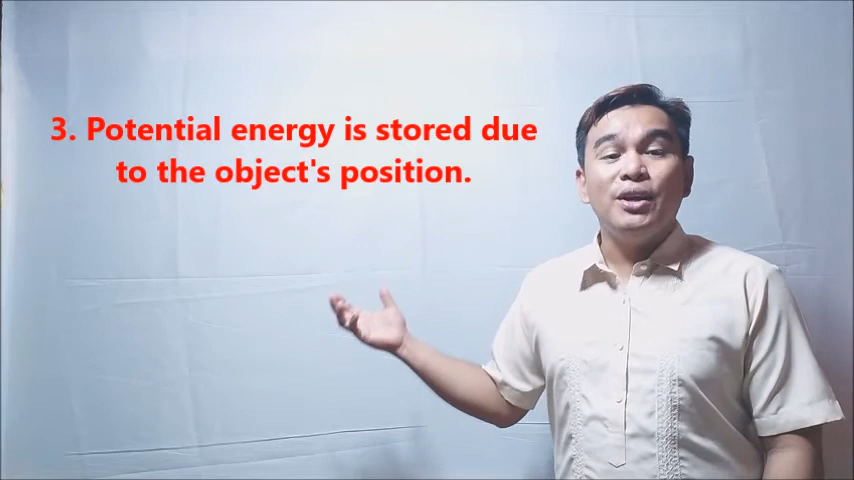 3. Potential energy is stored due
to the object's position.